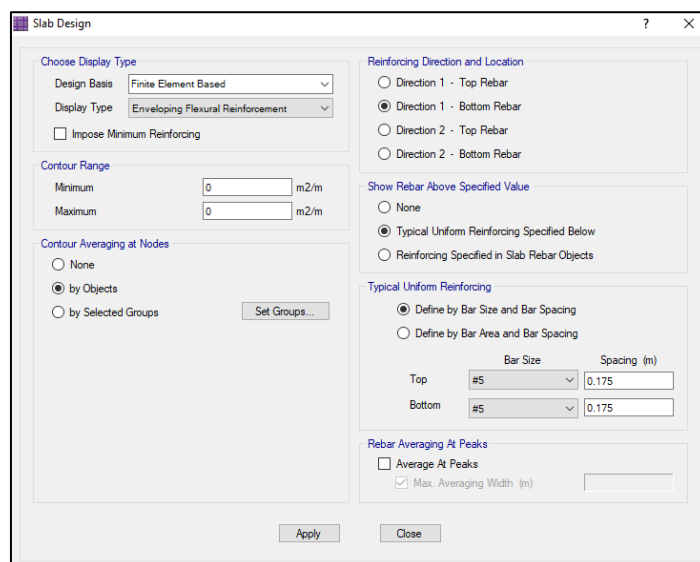 Slab Design
?
Choose Display Type
Design Basis Finite Element Based
Display Type Enveloping Flexural Reinforcement
Impose Minimum Reinforcing
Contour Range
Minimum 0 m2/m
Maximum 0 m2/m
Contour Averaging at Nodes
None
by Objects
by Selected Groups Set Groups...
Reinforcing Direction and Location
Direction 1 - Top Rebar
Direction 1 - Bottom Rebar
Direction 2 - Top Rebar
Direction 2 - Bottom Rebar
Show Rebar Above Specified Value
None
Typical Uniform Reinforcing Specified Below
Reinforcing Specified in Slab Rebar Objects
Typical Uniform Reinforcing
Define by Bar Size and Bar Spacing
Define by Bar Area and Bar Spacing
Bar Size Spacing (m)
Top #5 0.175
Bottom #5 0.175
Rebar Averaging At Peaks
Average At Peaks
Max. Averaging Width (m)
Apply Close